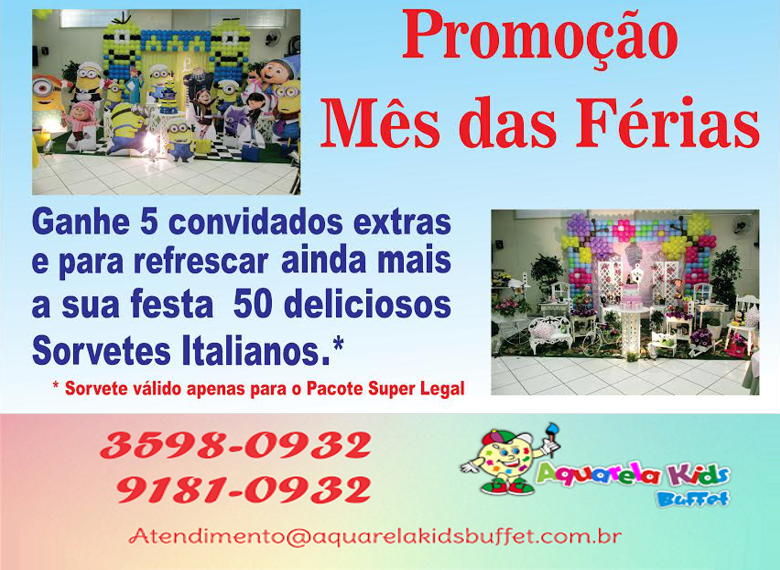 Promoção
Mês das Férias
Ganhe 5 convidados extras
e para refrescar ainda mais
a sua festa 50 deliciosos
Sorvetes Italianos.*
* Sorvete válido apenas para o Pacote Super Legal
3598-0932
9181-0932
Aquarela Kids
Buffet
Atendimento@aquarelakidsbuffet.com.br